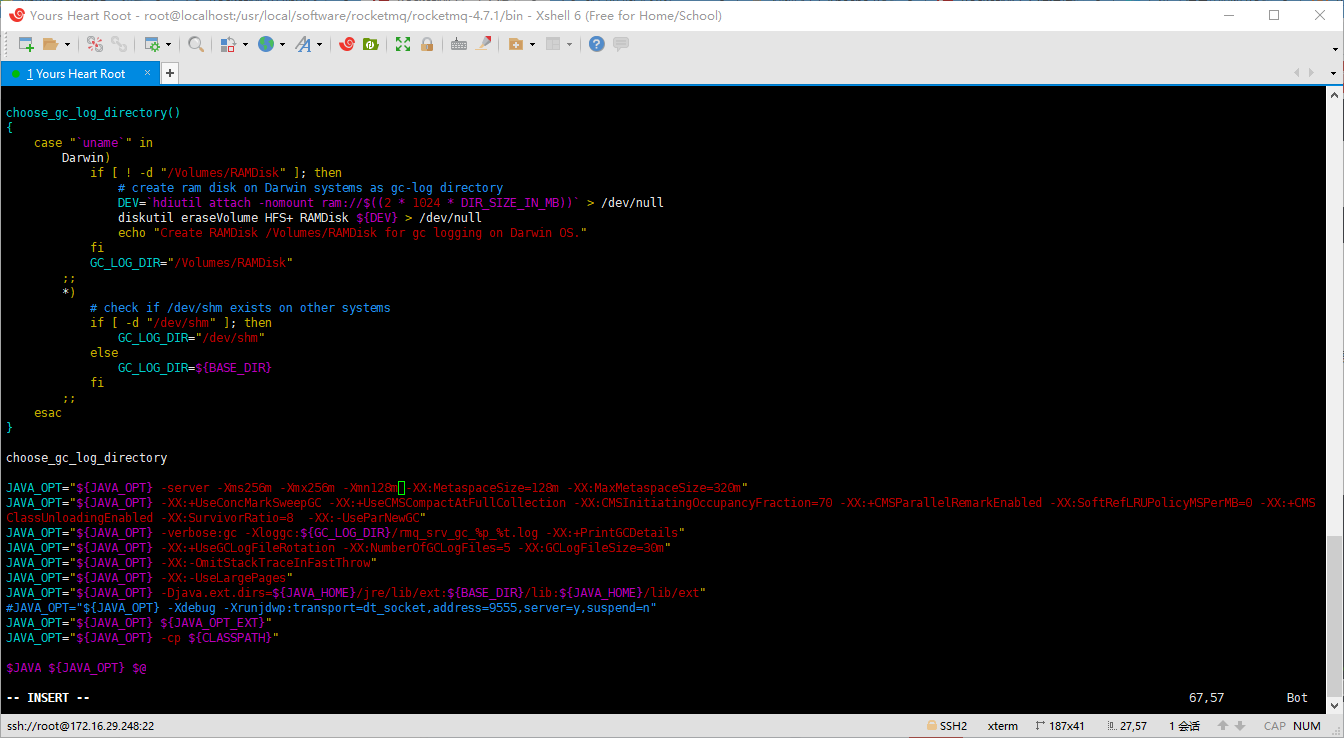 Yours Heart Root - root@localhost:/usr/local/software/rocketmq/rocketmq-4.7.1/bin - Xshell 6 (Free for Home/School)
1 Yours Heart Root
choose_gc_log_directory()
{
    case "`uname`" in
        Darwin)
            if [ ! -d "/Volumes/RAMDisk" ]; then
                # create ram disk on Darwin systems as gc-log directory
                DEV=`hdiutil attach -nomount ram://$((2 * 1024 * DIR_SIZE_IN_MB))` > /dev/null
                diskutil eraseVolume HFS+ RAMDisk ${DEV} > /dev/null
                echo "Create RAMDisk /Volumes/RAMDisk for gc logging on Darwin OS."
            fi
            GC_LOG_DIR="/Volumes/RAMDisk"
        ;;
        *)
            # check if /dev/shm exists on other systems
            if [ -d "/dev/shm" ]; then
                GC_LOG_DIR="/dev/shm"
            else
                GC_LOG_DIR=${BASE_DIR}
            fi
        ;;
    esac
}
choose_gc_log_directory
JAVA_OPT="${JAVA_OPT} -server -Xms256m -Xmx256m -Xmn128m -XX:MetaspaceSize=128m -XX:MaxMetaspaceSize=320m"
JAVA_OPT="${JAVA_OPT} -XX:+UseConcMarkSweepGC -XX:+UseCMSCompactAtFullCollection -XX:CMSInitiatingOccupancyFraction=70 -XX:+CMSParallelRemarkEnabled -XX:SoftRefLRUPolicyMSPerMB=0 -XX:+CMS
ClassUnloadingEnabled -XX:SurvivorRatio=8  -XX:-UseParNewGC"
JAVA_OPT="${JAVA_OPT} -verbose:gc -Xloggc:${GC_LOG_DIR}/rmq_srv_gc_%p_%t.log -XX:+PrintGCDetails"
JAVA_OPT="${JAVA_OPT} -XX:+UseGCLogFileRotation -XX:NumberOfGCLogFiles=5 -XX:GCLogFileSize=30m"
JAVA_OPT="${JAVA_OPT} -XX:-OmitStackTraceInFastThrow"
JAVA_OPT="${JAVA_OPT} -XX:-UseLargePages"
JAVA_OPT="${JAVA_OPT} -Djava.ext.dirs=${JAVA_HOME}/jre/lib/ext:${BASE_DIR}/lib:${JAVA_HOME}/lib/ext"
#JAVA_OPT="${JAVA_OPT} -Xdebug -Xrunjdwp:transport=dt_socket,address=9555,server=y,suspend=n"
JAVA_OPT="${JAVA_OPT} ${JAVA_OPT_EXT}"
JAVA_OPT="${JAVA_OPT} -cp ${CLASSPATH}"
$JAVA ${JAVA_OPT} $@
-- INSERT -- 67,57 Bot
ssh://root@172.16.29.248:22 SSH2 xterm 187x41 27,57 1 会话 CAP NUM